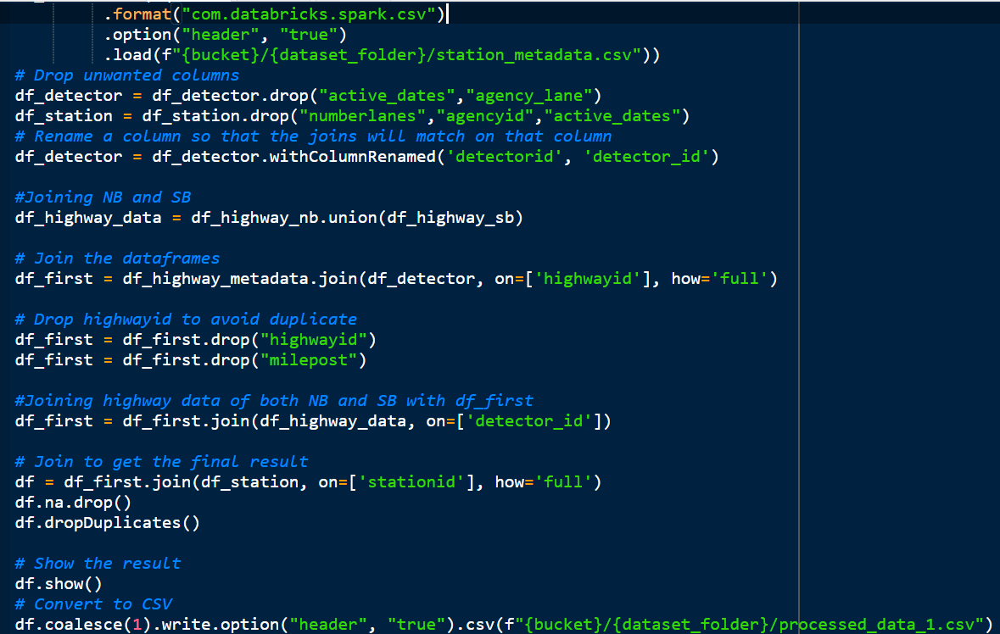 .format("com.databricks.spark.csv")
.option("header", "true")
.load(f"{bucket}/{dataset_folder}/station_metadata.csv"))
# Drop unwanted columns
df_detector = df_detector.drop("active_dates","agency_lane")
df_station = df_station.drop("numberlanes","agencyid","active_dates")
# Rename a column so that the joins will match on that column
df_detector = df_detector.withColumnRenamed('detectorid', 'detector_id')
#Joining NB and SB
df_highway_data = df_highway_nb.union(df_highway_sb)
# Join the dataframes
df_first = df_highway_metadata.join(df_detector, on=['highwayid'], how='full')
# Drop highwayid to avoid duplicate
df_first = df_first.drop("highwayid")
df_first = df_first.drop("milepost")
#Joining highway data of both NB and SB with df_first
df_first = df_first.join(df_highway_data, on=['detector_id'])
# Join to get the final result
df = df_first.join(df_station, on=['stationid'], how='full')
df.na.drop()
df.dropDuplicates()
# Show the result
df.show()
# Convert to CSV
df.coalesce(1).write.option("header", "true").csv(f"{bucket}/{dataset_folder}/processed_data_1.csv")